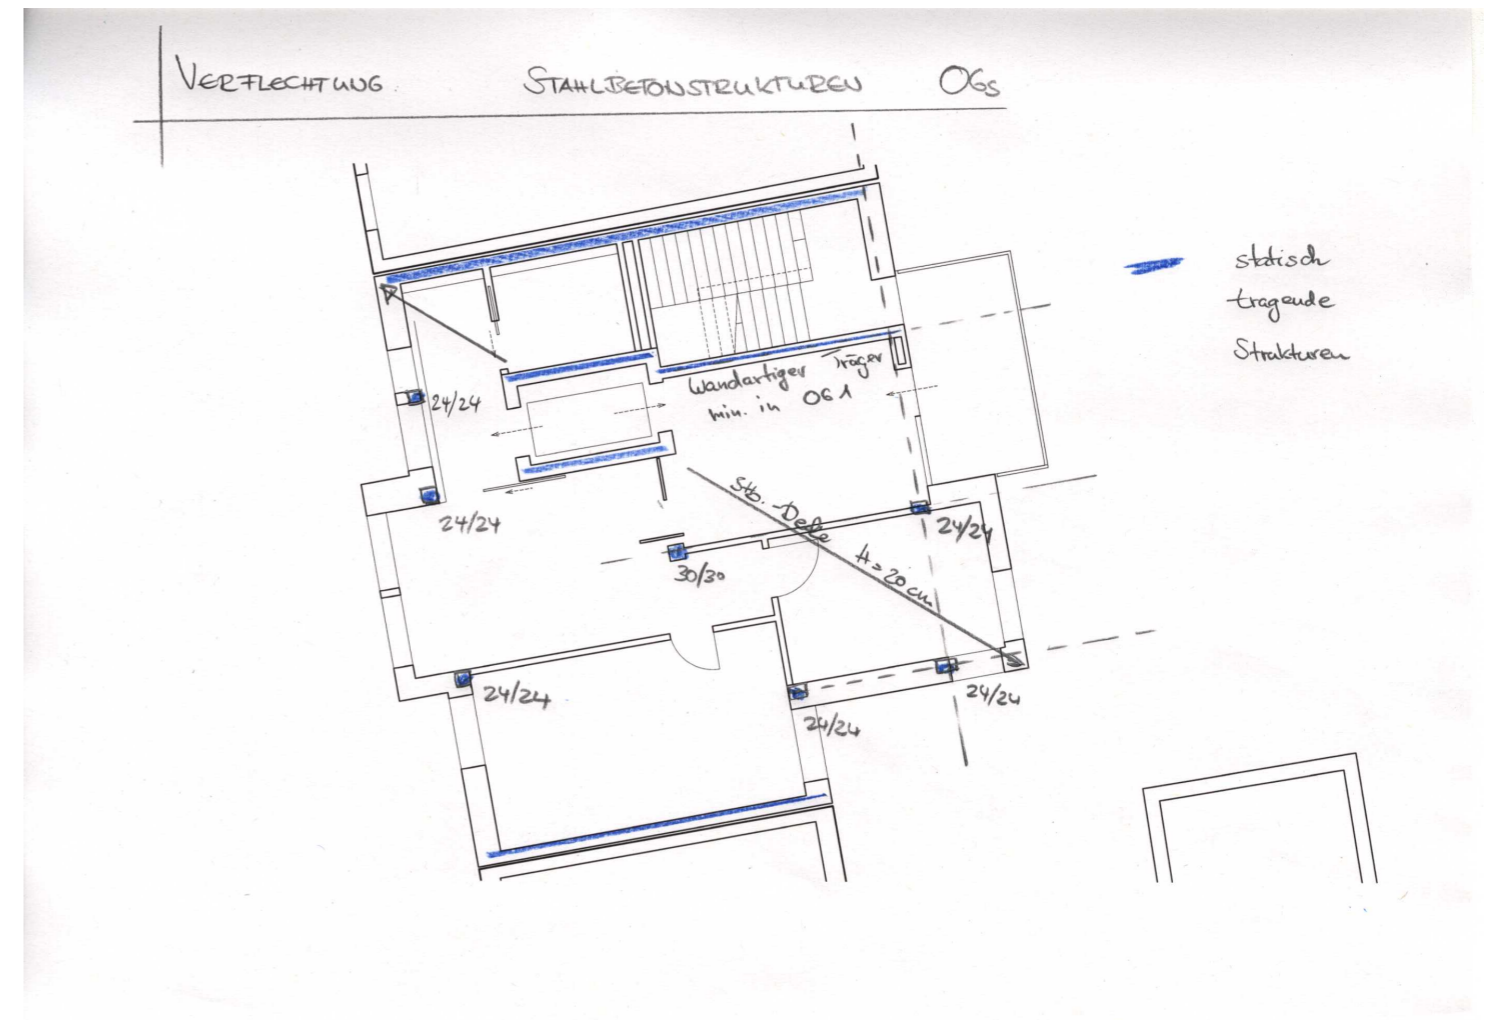 VERFLECHTUNG STAHLBETONSTRUKTUREN OGs
statisch
tragende
Strukturen
Wandartiger Träger
min. in OG 1
24/24
24/24
Stb. - Decke H = 20 cm
24/24
30/30
24/24
24/24
24/24